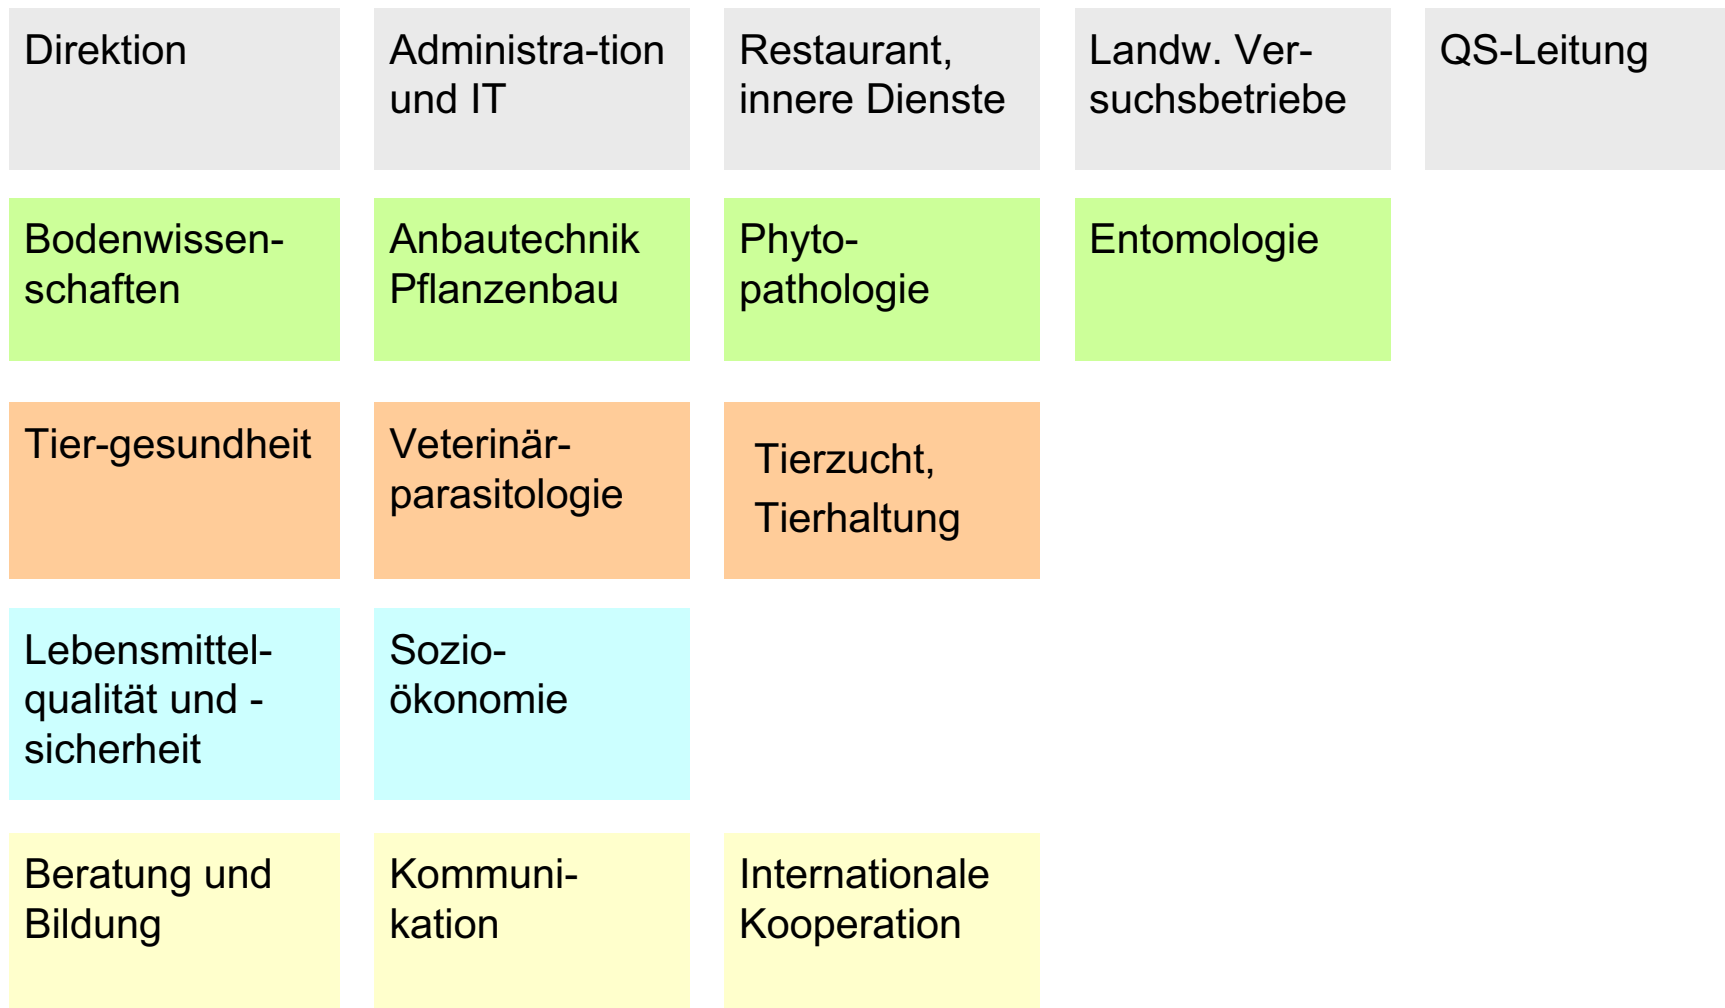 Direktion
Administra-tion
und IT
Restaurant,
innere Dienste
Landw. Ver-
suchsbetriebe
QS-Leitung
Bodenwissen-
schaften
Anbautechnik
Pflanzenbau
Phyto-
pathologie
Entomologie
Tier-gesundheit
Veterinär-
parasitologie
Tierzucht,
Tierhaltung
Lebensmittel-
qualität und -
sicherheit
Sozio-
ökonomie
Beratung und
Bildung
Kommuni-
kation
Internationale
Kooperation